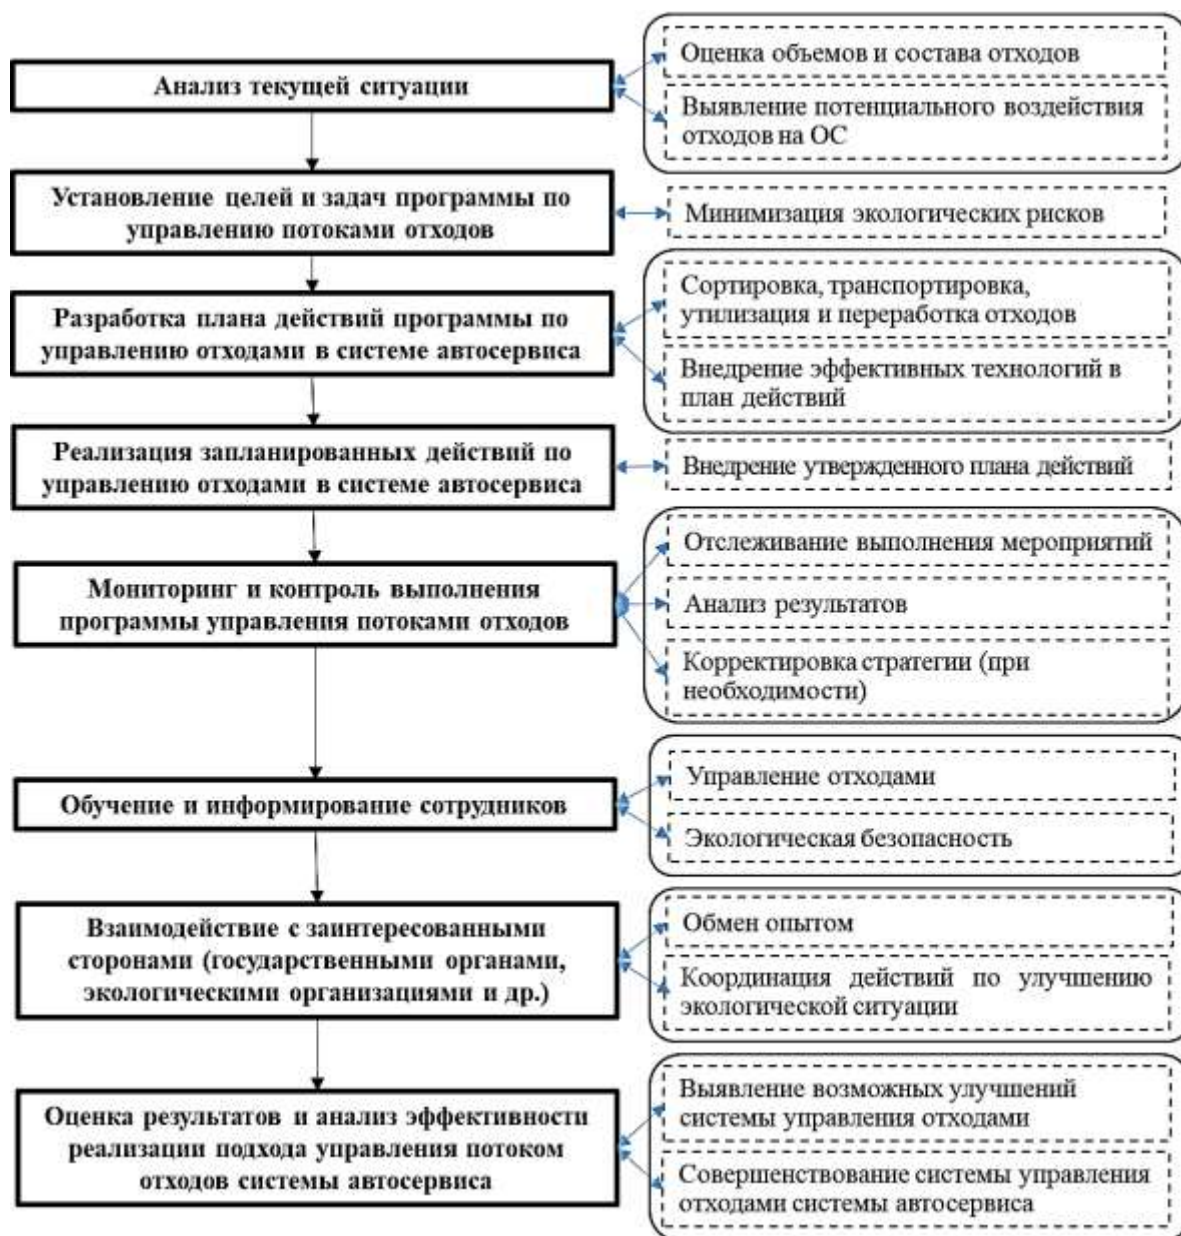 Оценка объемов и состава отходов
Анализ текущей ситуации
Выявление потенциального воздействия
отходов на ОС
Установление целей и задач программы по
управлению потоками отходов
Минимизация экологических рисков
Разработка плана действий программы по
управлению отходами в системе автосервиса
Сортировка, транспортировка,
утилизация и переработка отходов
Внедрение эффективных технологий в
план действий
Реализация запланированных действий по
управлению отходами в системе автосервиса
Внедрение утвержденного плана действий
Мониторинг и контроль выполнения
программы управления потоками отходов
Отслеживание выполнения мероприятий
Анализ результатов
Корректировка стратегии (при
необходимости)
Обучение и информирование сотрудников
Управление отходами
Экологическая безопасность
Взаимодействие с заинтересованными
сторонами (государственными органами,
экологическими организациями и др.)
Обмен опытом
Координация действий по улучшению
экологической ситуации
Оценка результатов и анализ эффективности
реализации подхода управления потоком
отходов системы автосервиса
Выявление возможных улучшений
системы управления отходами
Совершенствование системы управления
отходами системы автосервиса